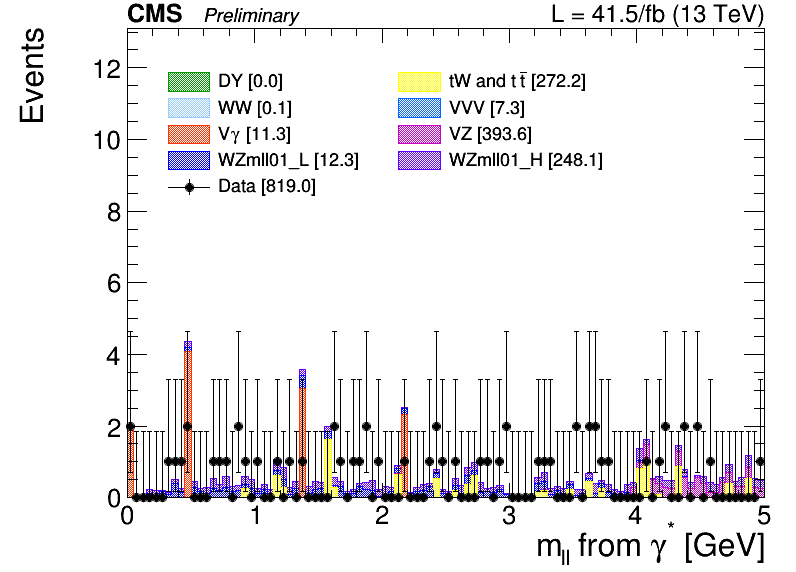 CMS Preliminary L = 41.5/fb (13 TeV)
Events
DY [0.0] tW and tt̄ [272.2]
WW [0.1] VVV [7.3]
Vγ [11.3] VZ [393.6]
WZmll01_L [12.3] WZmll01_H [248.1]
Data [819.0]
12
10
8
6
4
2
0
0 1 2 3 4 5
m_ll from γ* [GeV]